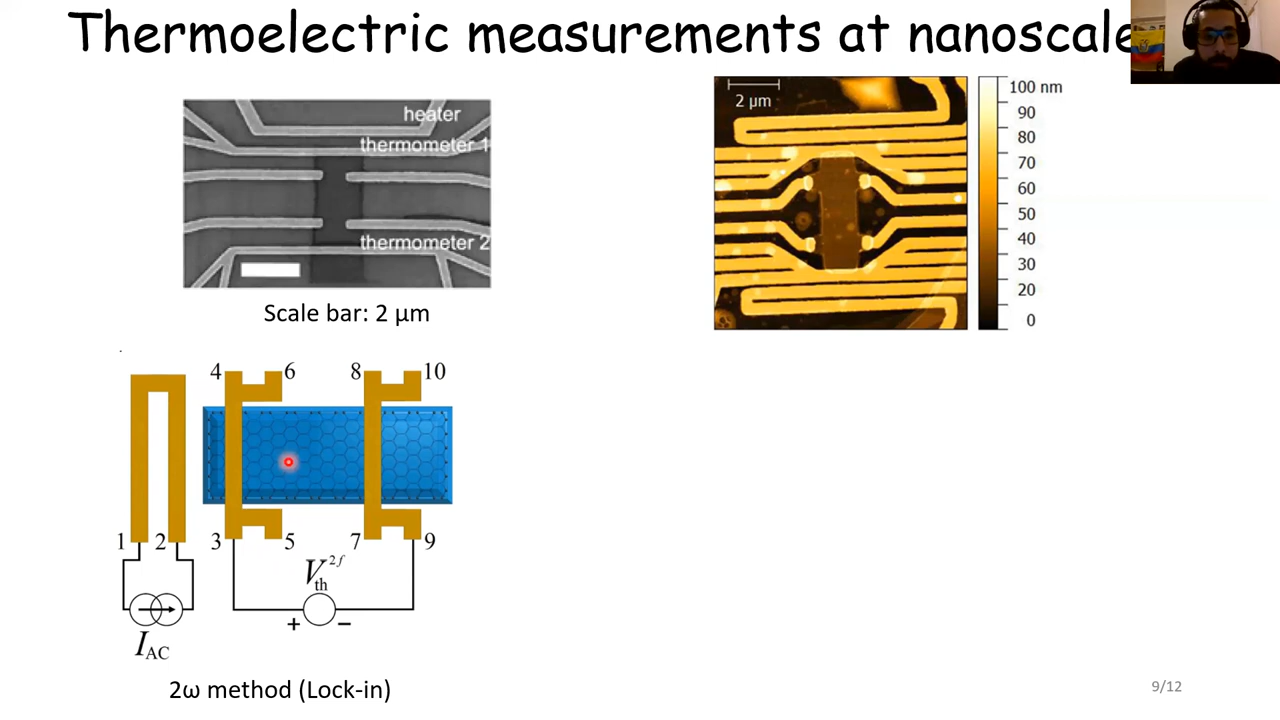 Thermoelectric measurements at nanoscale
heater
thermometer 1
thermometer 2
Scale bar: 2 µm
2 µm
100 nm
90
80
70
60
50
40
30
20
0
4 6 8 10
1 2 3 5 7 9
V th 2f
+ −
I AC
2ω method (Lock-in)
9/12